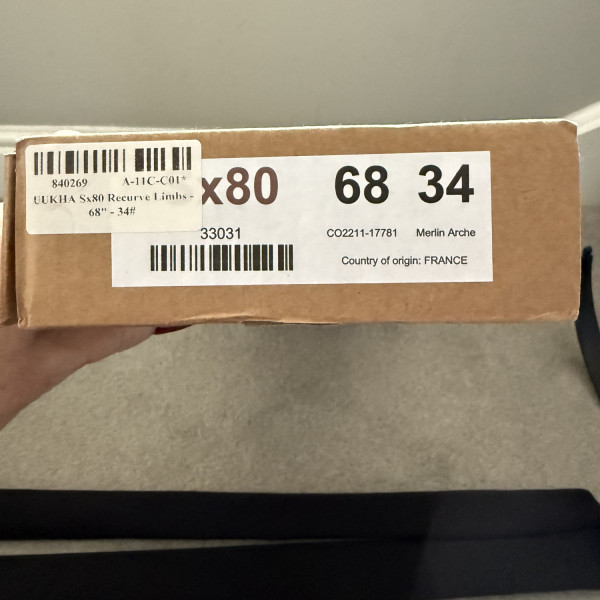 840269 A-11C-C01*
UUKHA Sx80 Recurve Limbs -
68" - 34#
x80 68 34
33031 CO2211-17781 Merlin Arche
Country of origin: FRANCE